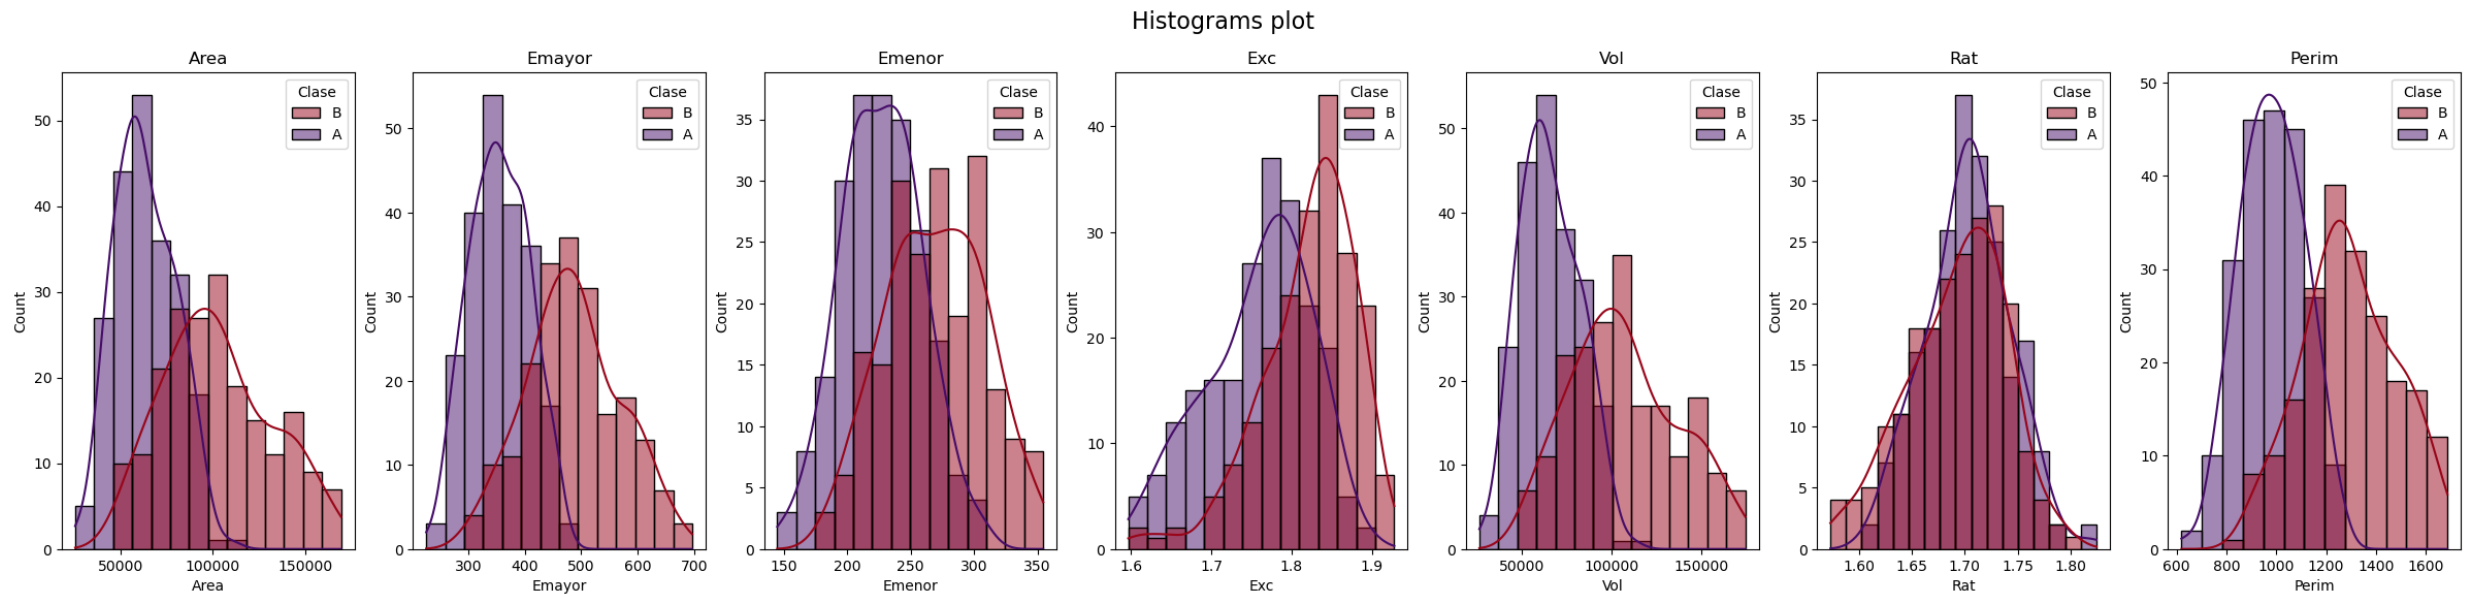 Histograms plot
Area
Clase
B
A
Count
50
40
30
20
10
0
50000 100000 150000
Area
Emayor
Clase
B
A
Count
50
40
30
20
10
0
300 400 500 600 700
Emayor
Emenor
Clase
B
A
Count
35
30
25
20
15
10
5
0
150 200 250 300 350
Emenor
Exc
Clase
B
A
Count
40
30
20
10
0
1.6 1.7 1.8 1.9
Exc
Vol
Clase
B
A
Count
50
40
30
20
10
0
50000 100000 150000
Vol
Rat
Clase
B
A
Count
35
30
25
20
15
10
5
0
1.60 1.65 1.70 1.75 1.80
Rat
Perim
Clase
B
A
Count
50
40
30
20
10
0
600 800 1000 1200 1400 1600
Perim